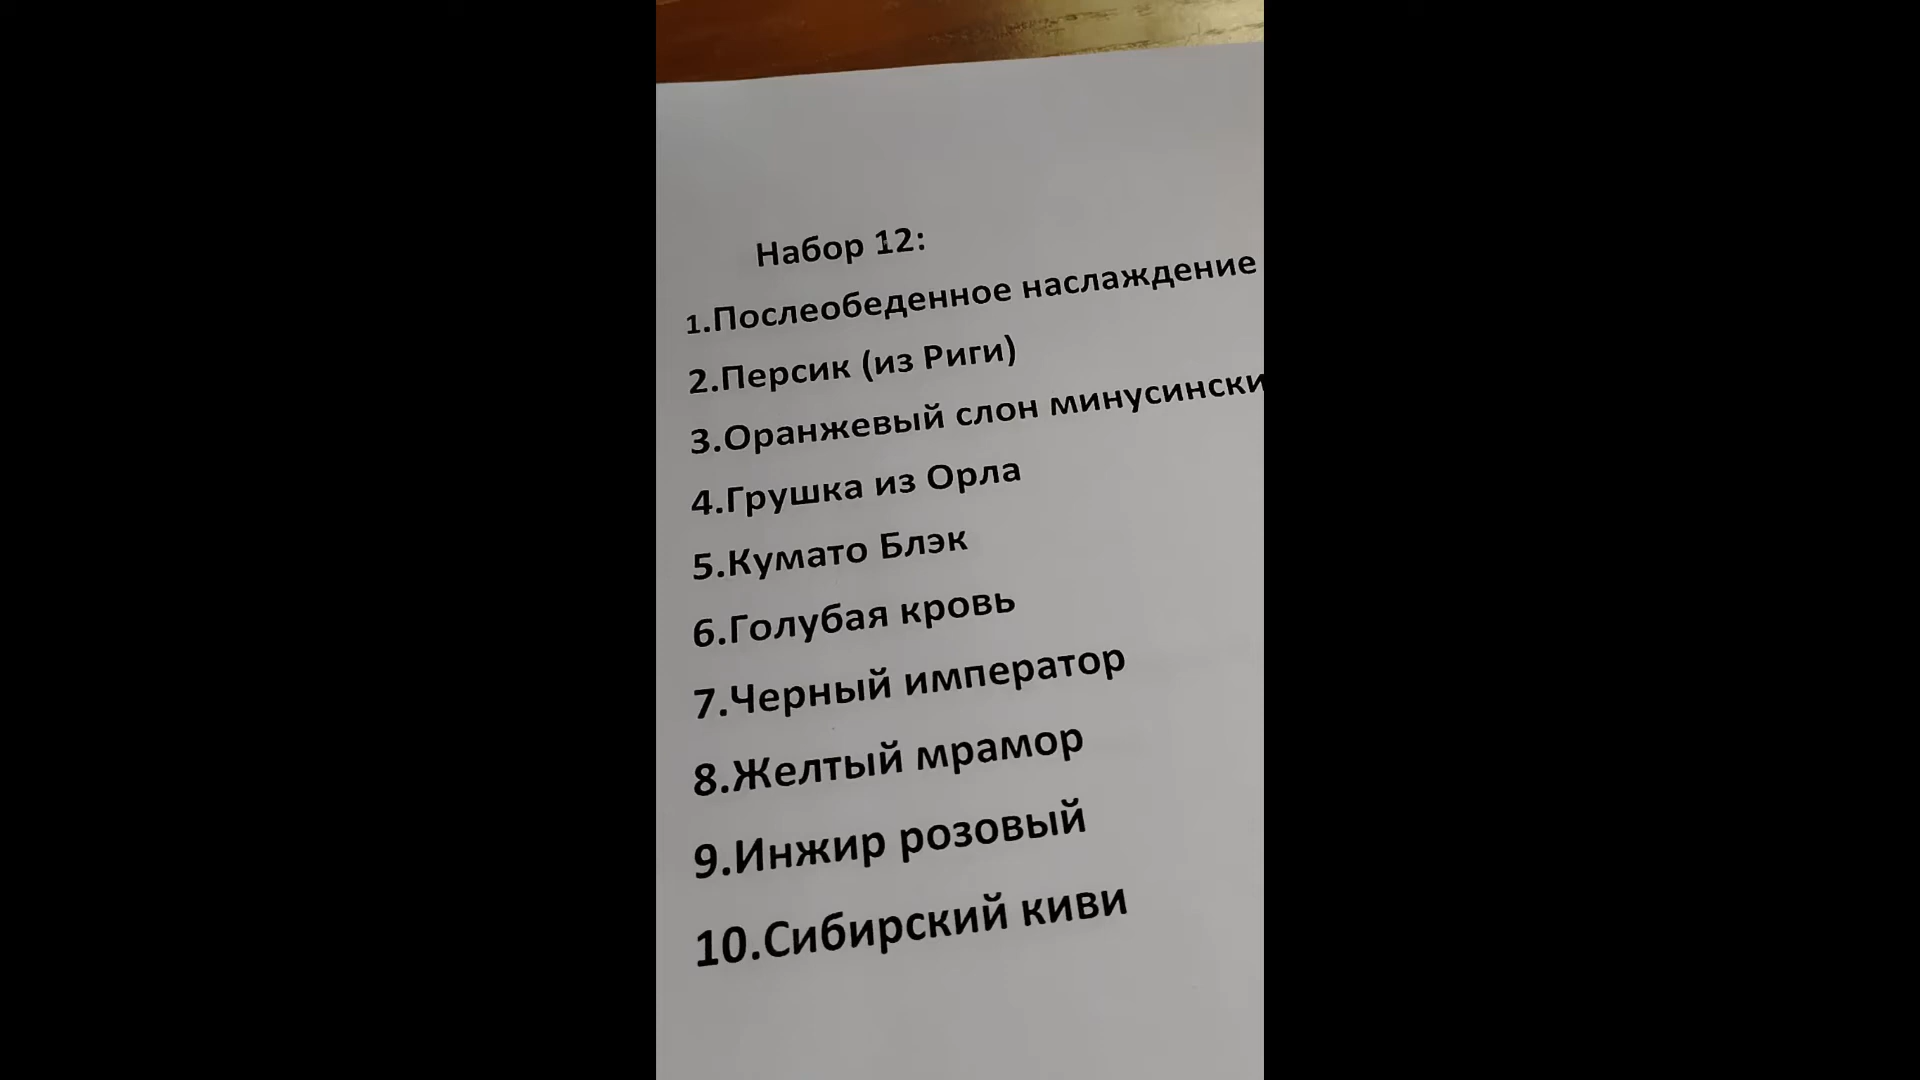 Набор 12:
1.Послеобеденное наслаждение
2.Персик (из Риги)
3.Оранжевый слон минусински
4.Грушка из Орла
5.Кумато Блэк
6.Голубая кровь
7.Черный император
8.Желтый мрамор
9.Инжир розовый
10.Сибирский киви